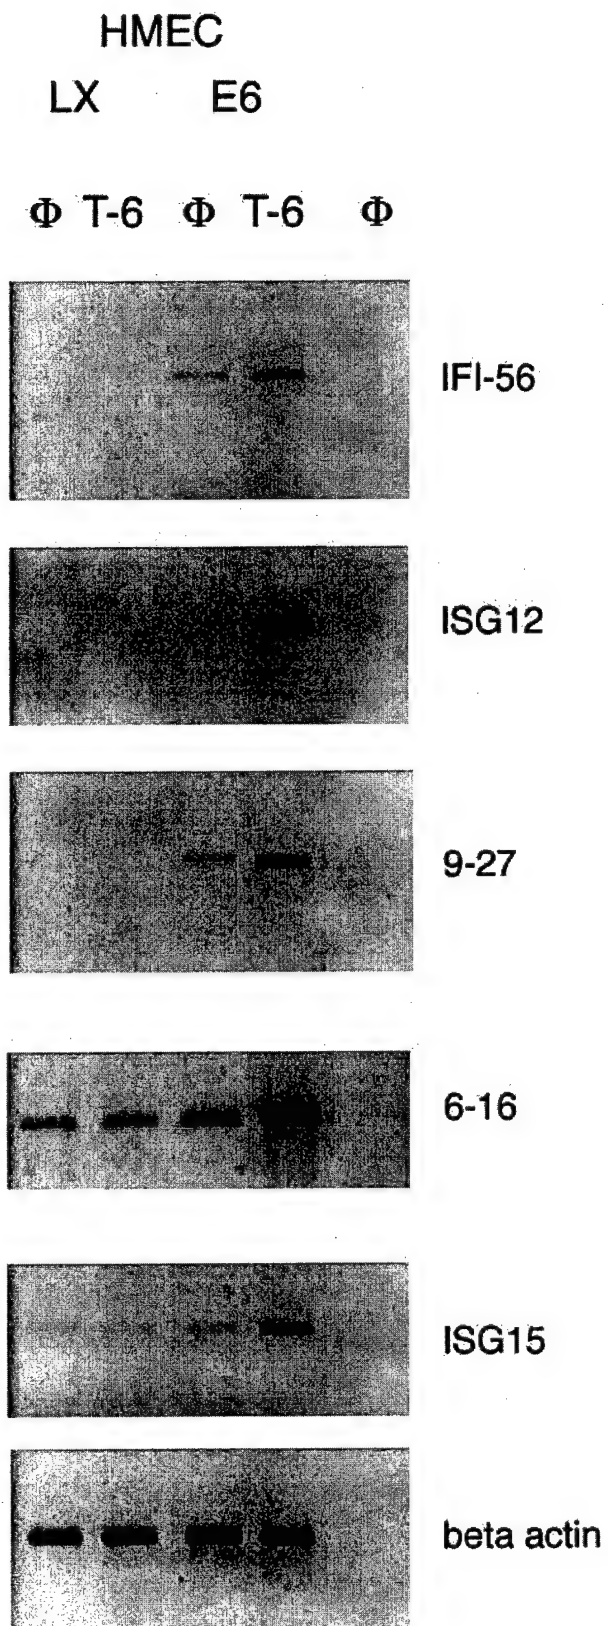 HMEC
LX E6
Φ T-6 Φ T-6 Φ
IFI-56
ISG12
9-27
6-16
ISG15
beta actin